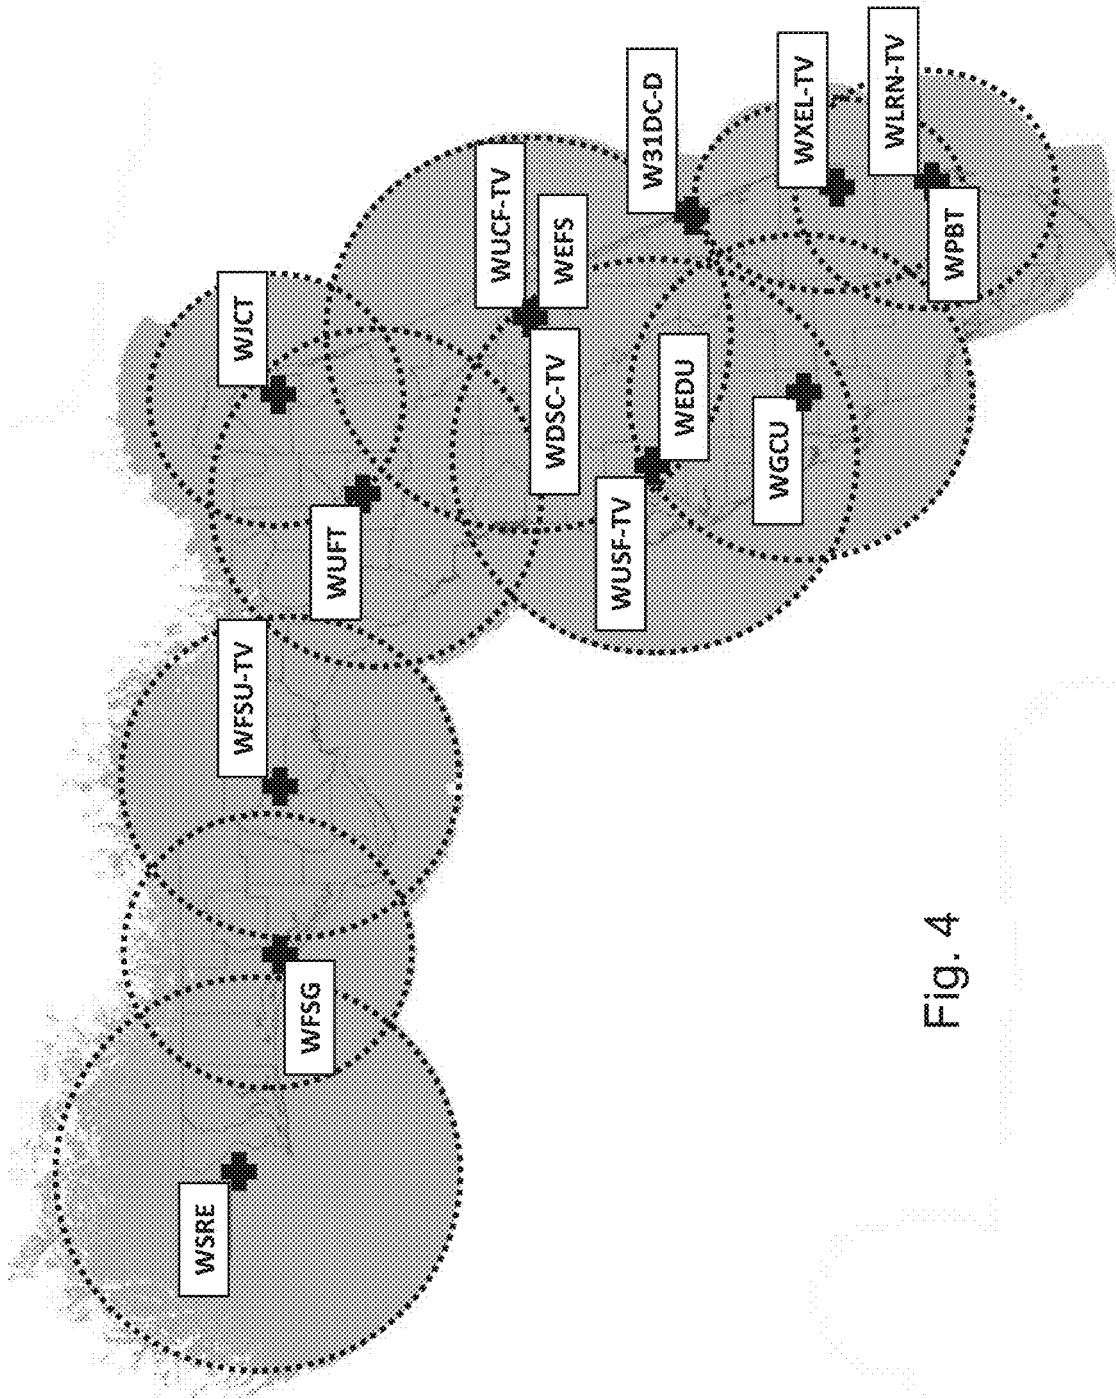 WJCT
WUCF-TV
WEFS
W31DC-D
WXEL-TV
WLRN-TV
WPBT
WUFT
WDSC-TV
WEDU
WGCU
WUSF-TV
WFSU-TV
WFSG
WSRE
Fig. 4